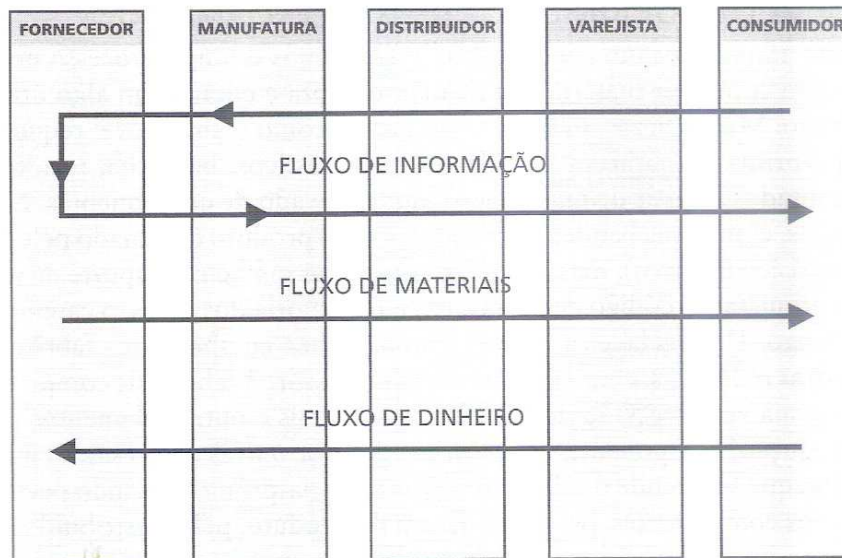 FORNECEDOR MANUFATURA DISTRIBUIDOR VAREJISTA CONSUMIDOR
FLUXO DE INFORMAÇÃO
FLUXO DE MATERIAIS
FLUXO DE DINHEIRO